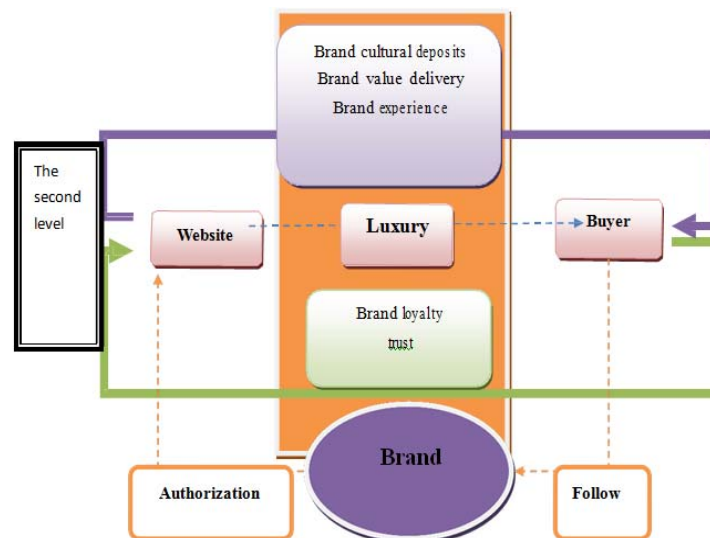 Brand cultural deposits
Brand value delivery
Brand experience
The
second
level
Website
Luxury
Buyer
Brand loyalty
trust
Brand
Authorization
Follow